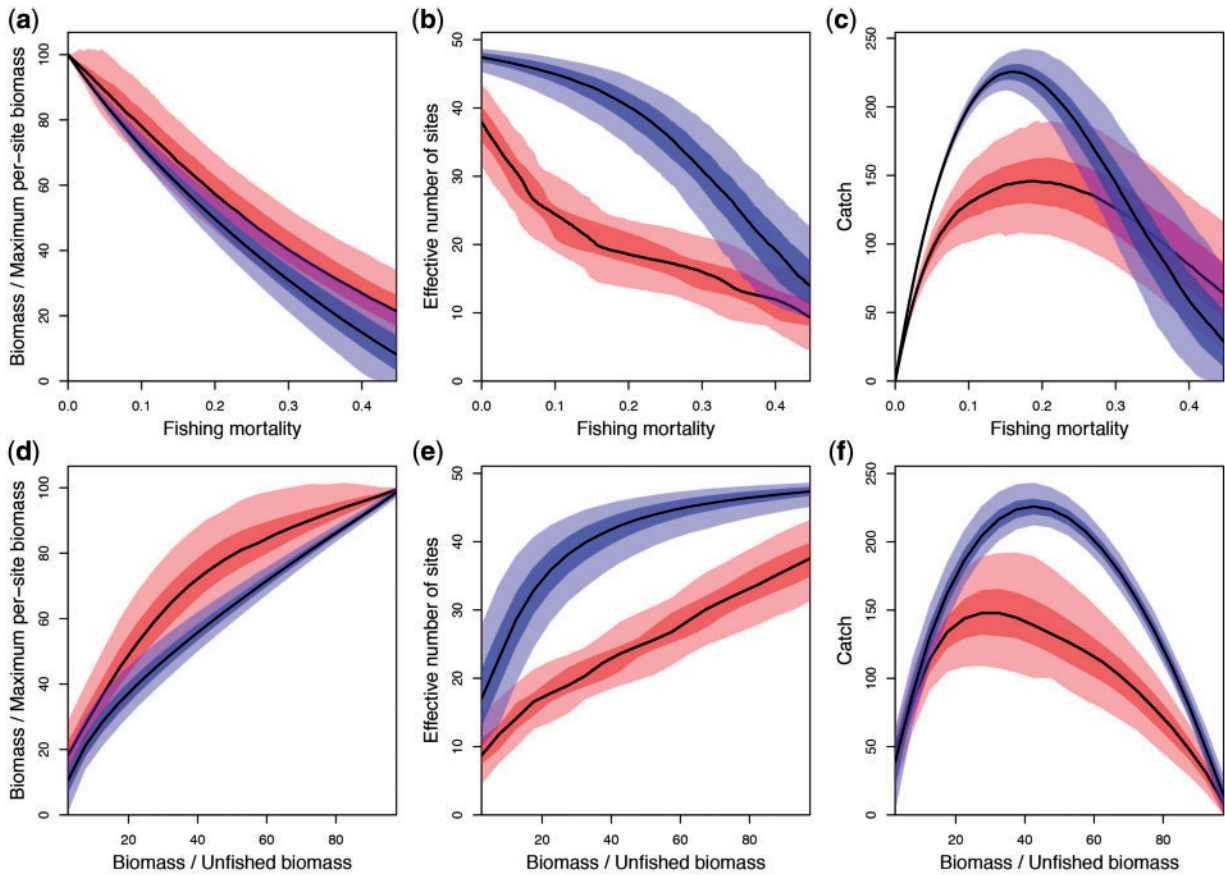 (a)
(b)
(c)
Biomass / Maximum per-site biomass
0 20 40 60 80 100
0.0 0.1 0.2 0.3 0.4
Fishing mortality
Effective number of sites
0 10 20 30 40 50
0.0 0.1 0.2 0.3 0.4
Fishing mortality
Catch
0 50 100 150 200 250
0.0 0.1 0.2 0.3 0.4
Fishing mortality
(d)
(e)
(f)
Biomass / Maximum per-site biomass
0 20 40 60 80 100
20 40 60 80
Biomass / Unfished biomass
Effective number of sites
0 10 20 30 40 50
20 40 60 80
Biomass / Unfished biomass
Catch
0 50 100 150 200 250
20 40 60 80
Biomass / Unfished biomass